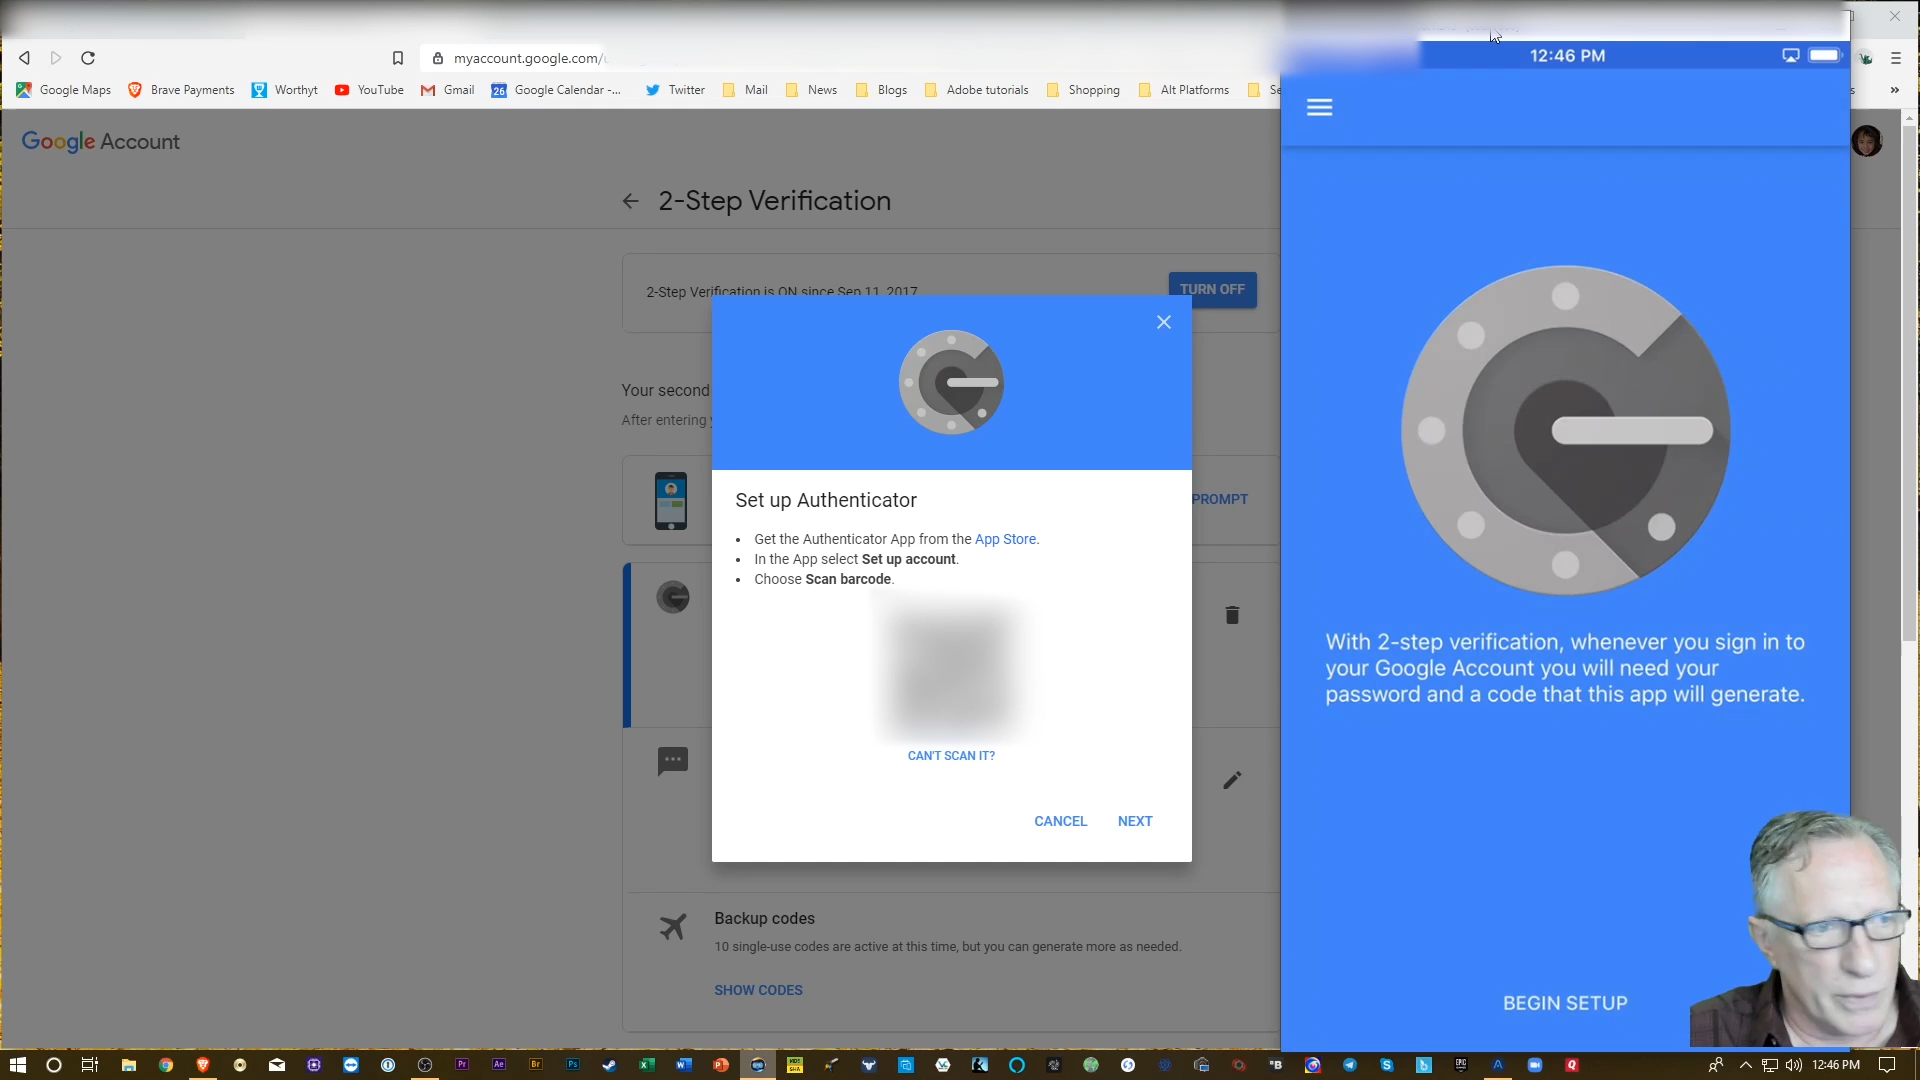 myaccount.google.com/
12:46 PM
Google Maps
Brave Payments
Worthyt
YouTube
Gmail
26
Google Calendar -...
Twitter
Mail
News
Blogs
Adobe tutorials
Shopping
Alt Platforms
Google Account
2-Step Verification
2-Step Verification is ON since Sep 11, 2017
TURN OFF
Your second
After entering
PROMPT
Set up Authenticator
• Get the Authenticator App from the App Store.
• In the App select Set up account.
• Choose Scan barcode.
CAN'T SCAN IT?
CANCEL NEXT
Backup codes
10 single-use codes are active at this time, but you can generate more as needed.
SHOW CODES
With 2-step verification, whenever you sign in to
your Google Account you will need your
password and a code that this app will generate.
BEGIN SETUP
Pr
Ae
Br
Ps
12:46 PM